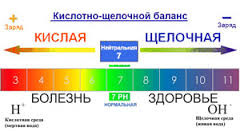 Кислотно-щелочной баланс
+
Заряд
КИСЛАЯ
Нейтральная
7
ЩЕЛОЧНАЯ
–
Заряд
3 4 5 6 7 8 9 10 11
БОЛЕЗНЬ
7 PH
НОРМАЛЬНАЯ
ЗДОРОВЬЕ
H+
Кислотная среда
(мертвая вода)
OH–
Щелочная среда
(живая вода)